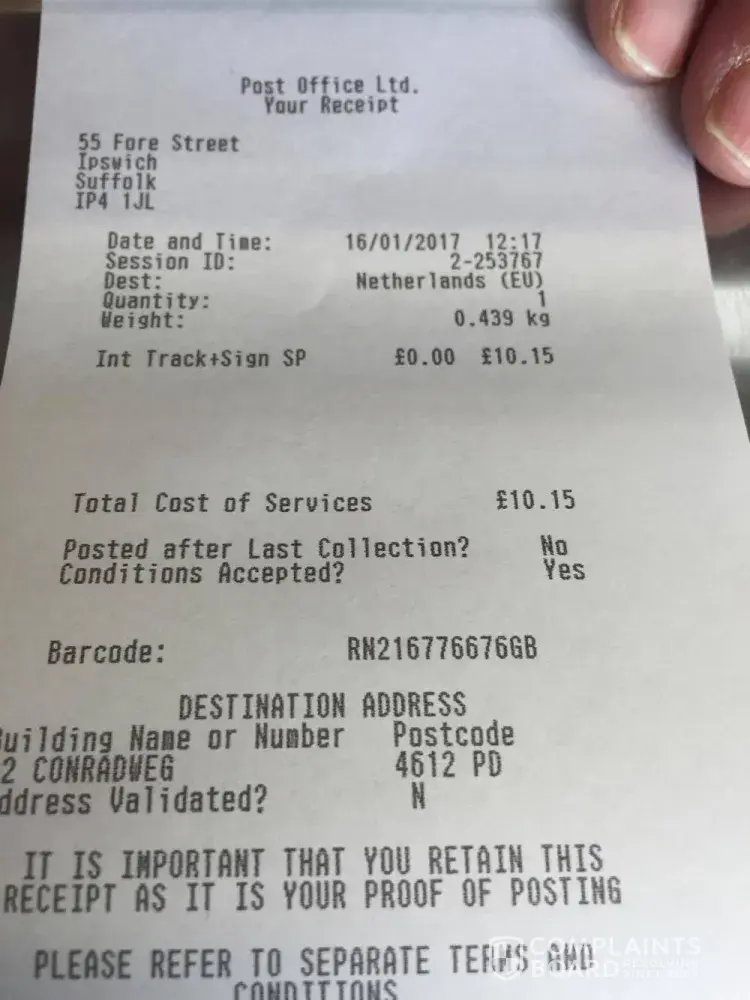 Post Office Ltd.
Your Receipt
55 Fore Street
Ipswich
Suffolk
IP4 1JL
Date and Time: 16/01/2017 12:17
Session ID: 2-253767
Dest: Netherlands (EU)
Quantity: 1
Weight: 0.439 kg
Int Track+Sign SP £0.00 £10.15
Total Cost of Services £10.15
Posted after Last Collection? No
Conditions Accepted? Yes
Barcode: RN216776676GB
DESTINATION ADDRESS
uilding Name or Number Postcode
2 CONRADWEG 4612 PD
ddress Validated? N
IT IS IMPORTANT THAT YOU RETAIN THIS
RECEIPT AS IT IS YOUR PROOF OF POSTING
PLEASE REFER TO SEPARATE TERMS AND
CONDITIONS
COMPLAINTS
BOARD